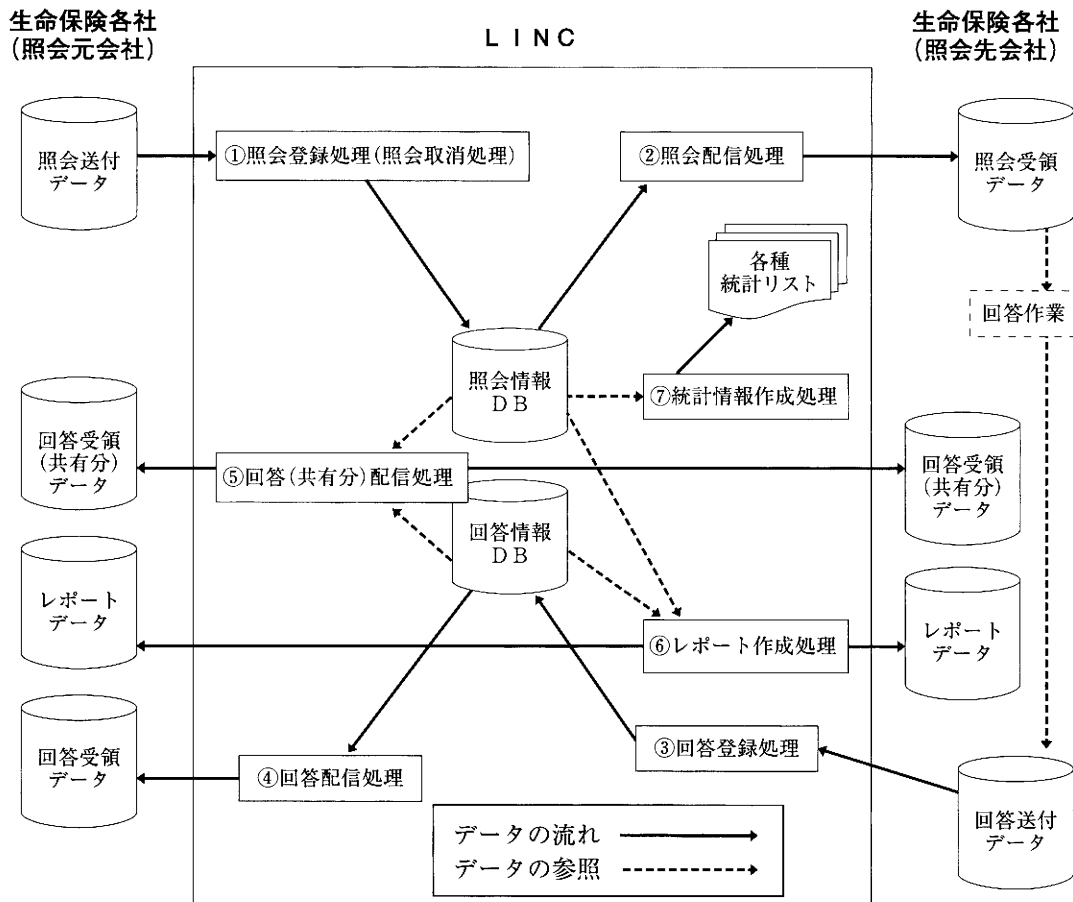 生命保険各社
(照会元会社)
LINC
生命保険各社
(照会先会社)
照会送付
データ
①照会登録処理(照会取消処理)
②照会配信処理
照会受領
データ
各種
統計リスト
回答作業
照会情報
DB
⑦統計情報作成処理
回答受領
(共有分)
データ
⑤回答(共有分)配信処理
回答受領
(共有分)
データ
回答情報
DB
レポート
データ
⑥レポート作成処理
レポート
データ
③回答登録処理
回答受領
データ
④回答配信処理
回答送付
データ
データの流れ
データの参照